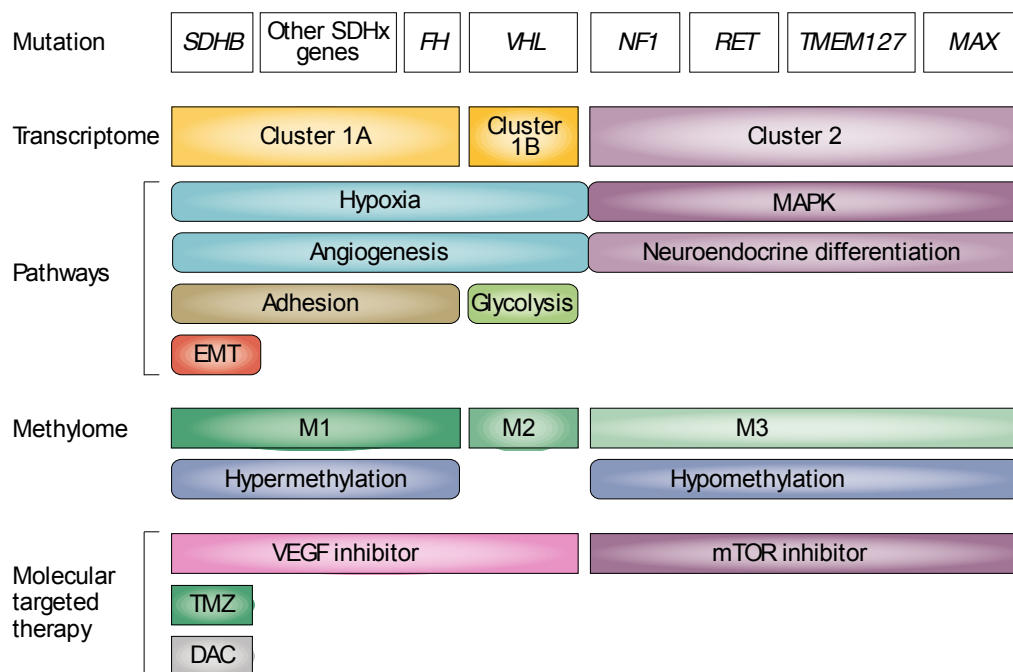 Mutation
SDHB
Other SDHx
genes
FH
VHL
NF1
RET
TMEM127
MAX
Transcriptome
Cluster 1A
Cluster
1B
Cluster 2
Pathways
Hypoxia
MAPK
Angiogenesis
Neuroendocrine differentiation
Adhesion
Glycolysis
EMT
Methylome
M1
M2
M3
Hypermethylation
Hypomethylation
Molecular
targeted
therapy
VEGF inhibitor
mTOR inhibitor
TMZ
DAC